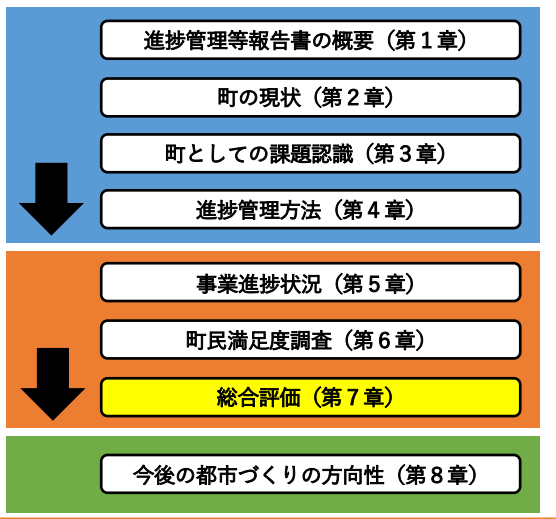 進捗管理等報告書の概要（第１章）
町の現状（第２章）
町としての課題認識（第３章）
進捗管理方法（第４章）
事業進捗状況（第５章）
町民満足度調査（第６章）
総合評価（第７章）
今後の都市づくりの方向性（第８章）